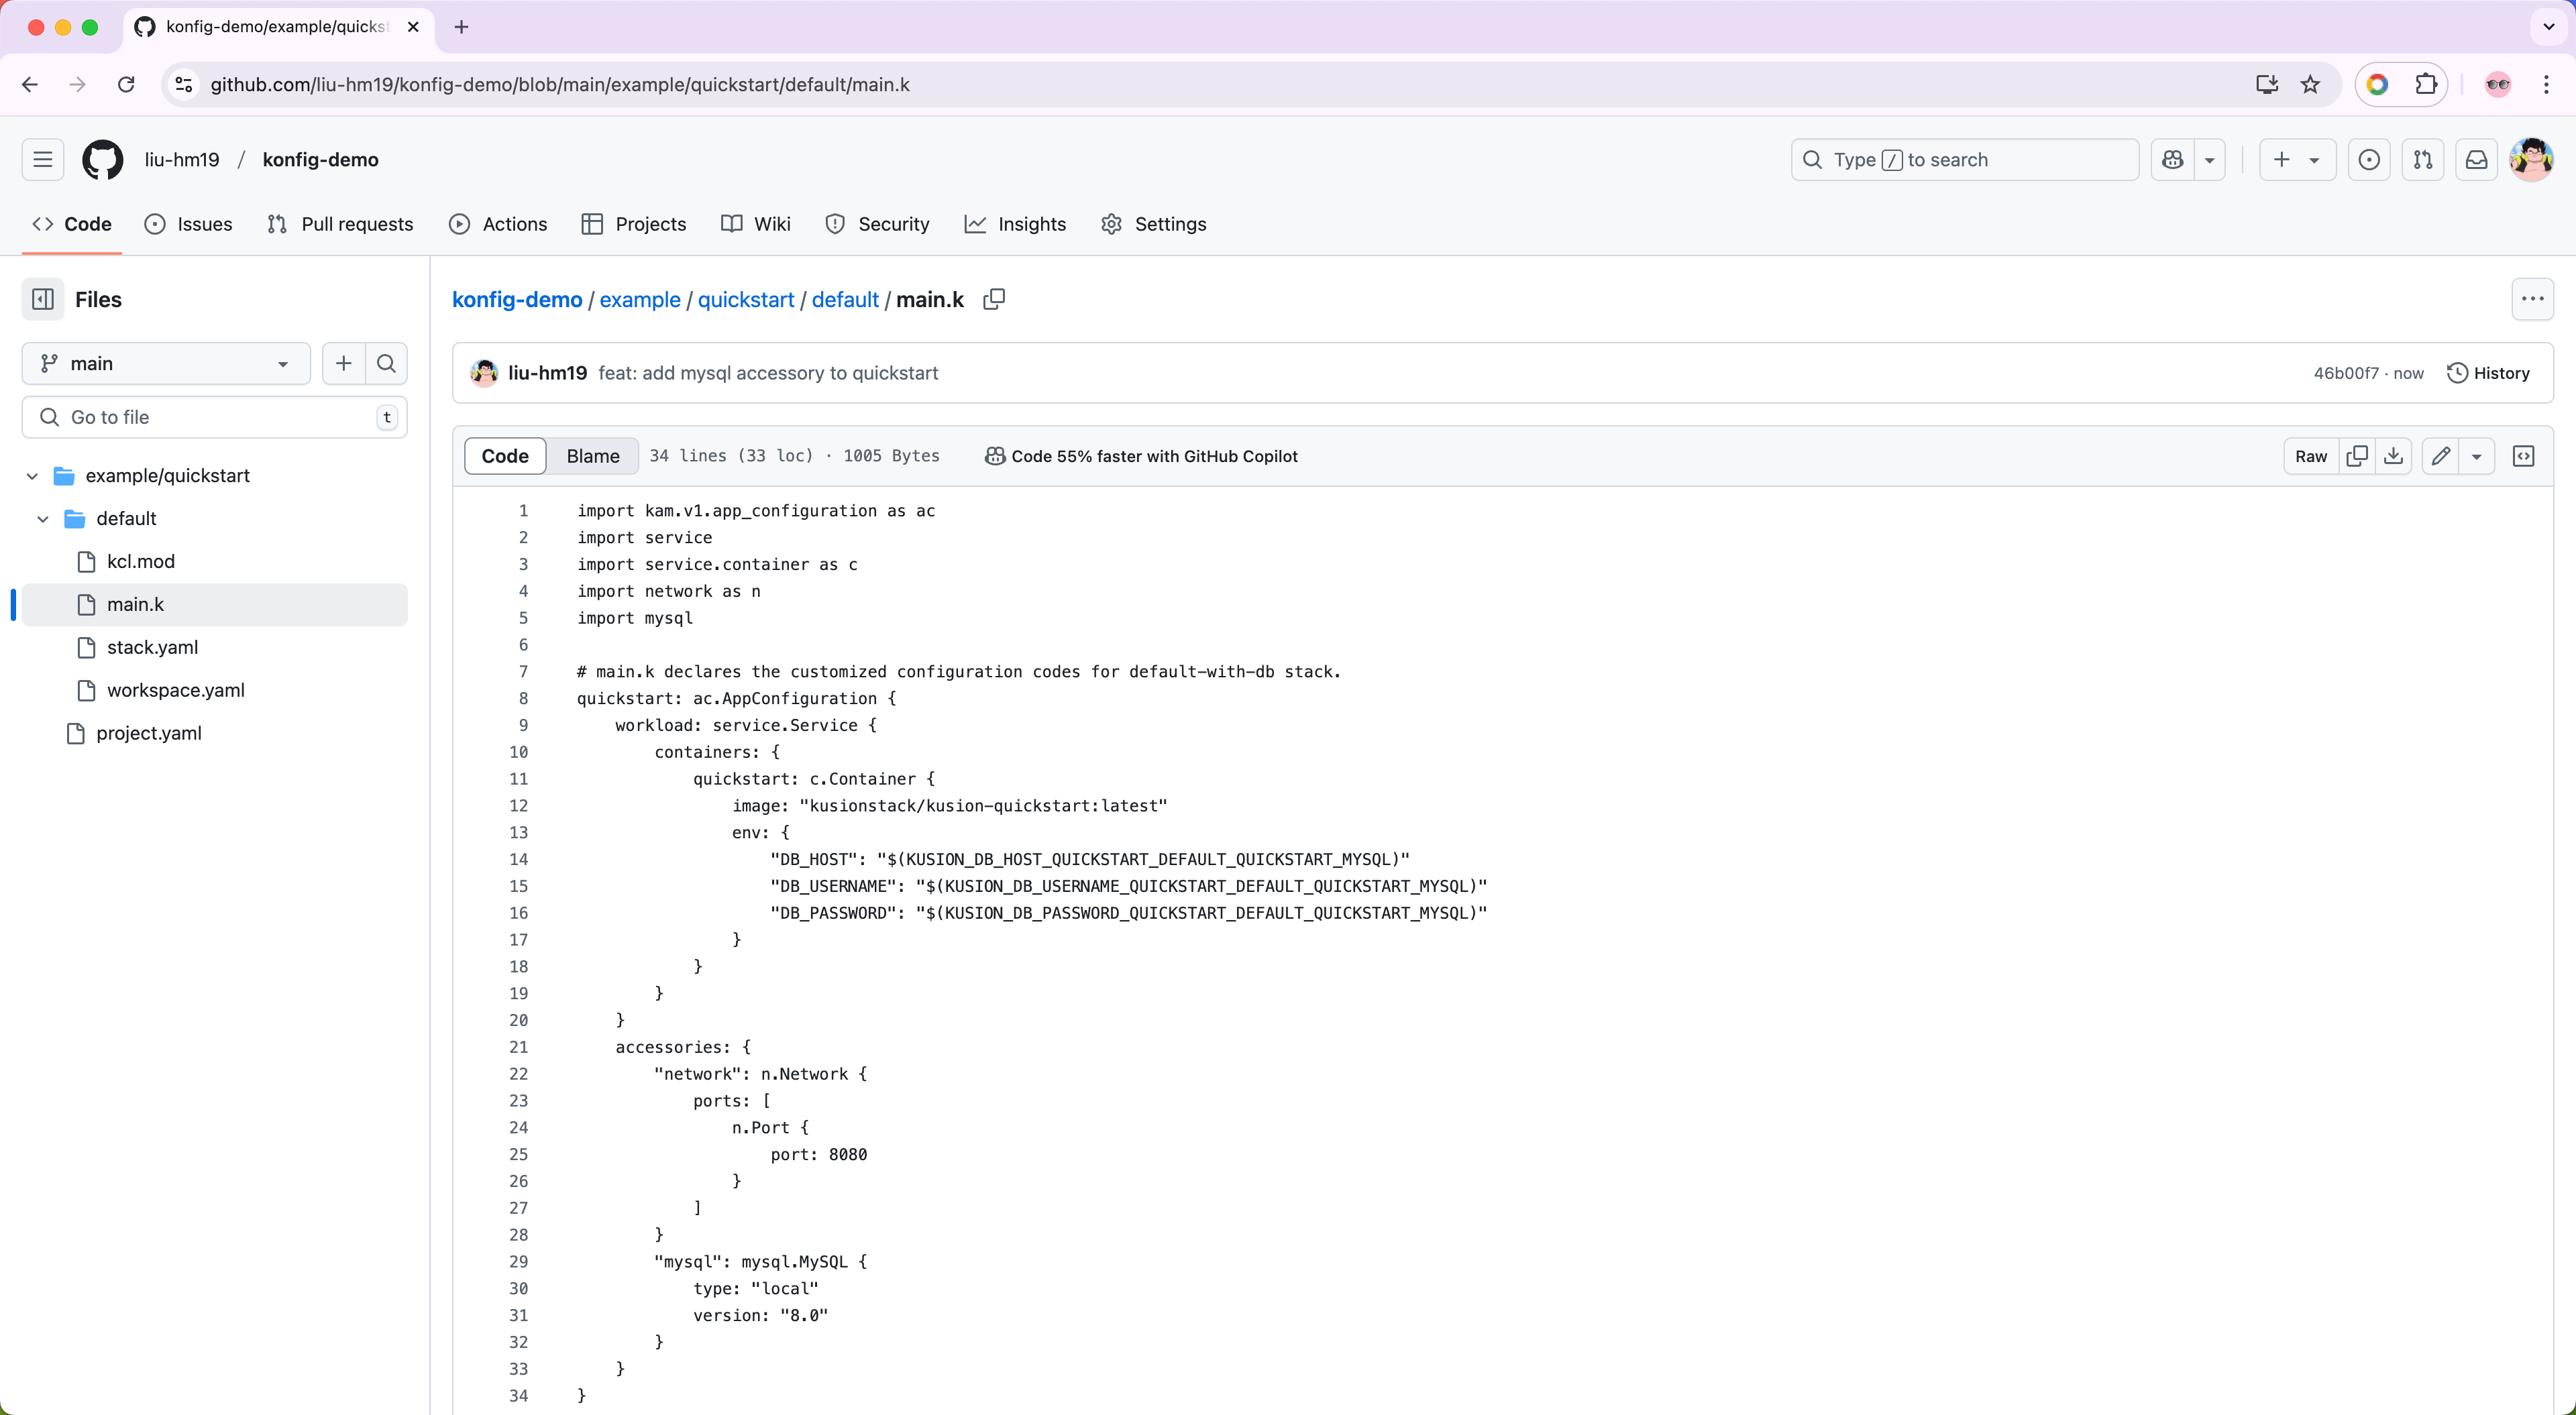 konfig-demo/example/quickst
github.com/liu-hm19/konfig-demo/blob/main/example/quickstart/default/main.k
liu-hm19 / konfig-demo
Type / to search
Code Issues Pull requests Actions Projects Wiki Security Insights Settings
Files
main
Go to file t
example/quickstart
default
kcl.mod
main.k
stack.yaml
workspace.yaml
project.yaml
konfig-demo / example / quickstart / default / main.k
liu-hm19 feat: add mysql accessory to quickstart 46b00f7 · now History
Code Blame 34 lines (33 loc) · 1005 Bytes Code 55% faster with GitHub Copilot Raw
1 import kam.v1.app_configuration as ac
2 import service
3 import service.container as c
4 import network as n
5 import mysql
6
7 # main.k declares the customized configuration codes for default-with-db stack.
8 quickstart: ac.AppConfiguration {
9     workload: service.Service {
10         containers: {
11             quickstart: c.Container {
12                 image: "kusionstack/kusion-quickstart:latest"
13                 env: {
14                     "DB_HOST": "$(KUSION_DB_HOST_QUICKSTART_DEFAULT_QUICKSTART_MYSQL)"
15                     "DB_USERNAME": "$(KUSION_DB_USERNAME_QUICKSTART_DEFAULT_QUICKSTART_MYSQL)"
16                     "DB_PASSWORD": "$(KUSION_DB_PASSWORD_QUICKSTART_DEFAULT_QUICKSTART_MYSQL)"
17                 }
18             }
19         }
20     }
21     accessories: {
22         "network": n.Network {
23             ports: [
24                 n.Port {
25                     port: 8080
26                 }
27             ]
28         }
29         "mysql": mysql.MySQL {
30             type: "local"
31             version: "8.0"
32         }
33     }
34 }